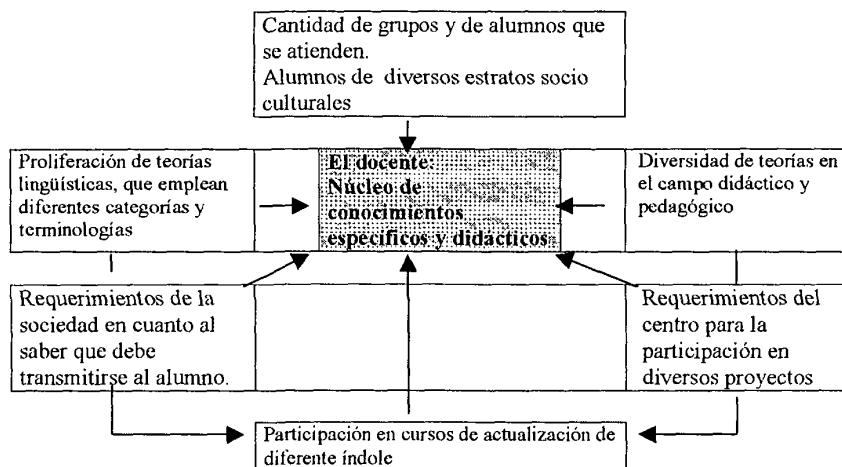 Cantidad de grupos y de alumnos que
se atienden.
Alumnos de diversos estratos socio
culturales
Proliferación de teorías
lingüísticas, que emplean
diferentes categorías y
terminologías
El docente:
Núcleo de
conocimientos
específicos y didácticos
Diversidad de teorías en
el campo didáctico y
pedagógico
Requerimientos de la
sociedad en cuanto al
saber que debe
transmitirse al alumno.
Requerimientos del
centro para la
participación en
diversos proyectos
Participación en cursos de actualización de
diferente índole